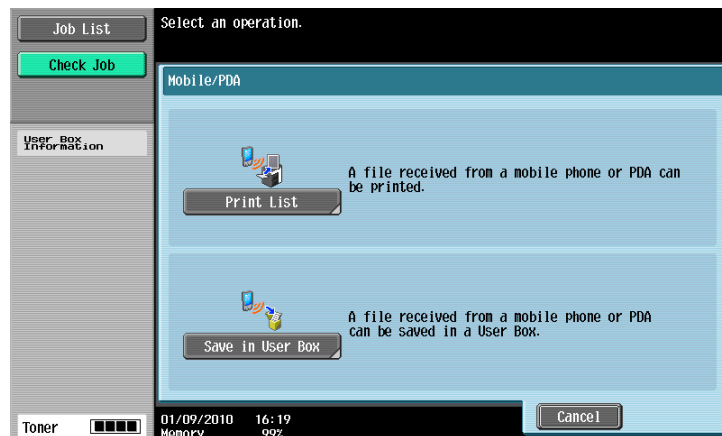 Job List
Check Job
User Box
Information
Toner
Select an operation.
Mobile/PDA
Print List
A file received from a mobile phone or PDA can
be printed.
Save in User Box
A file received from a mobile phone or PDA
can be saved in a User Box.
01/09/2010 16:19
Memory 99%
Cancel